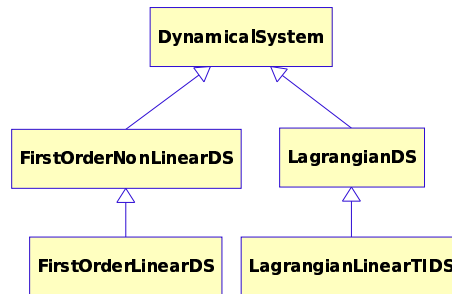 DynamicalSystem
FirstOrderNonLinearDS
LagrangianDS
FirstOrderLinearDS
LagrangianLinearTIDS